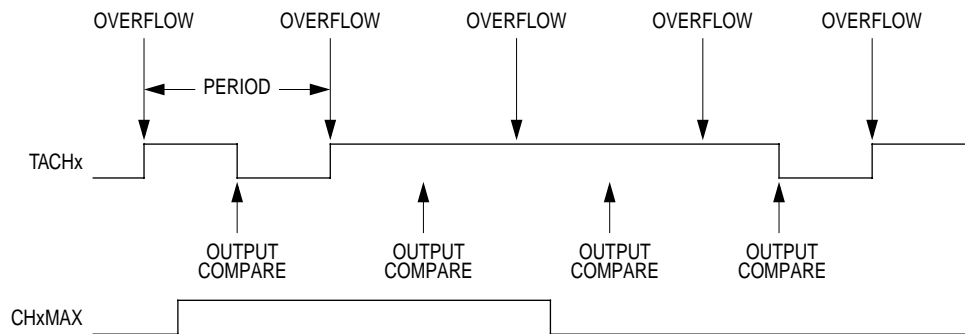 OVERFLOW OVERFLOW OVERFLOW OVERFLOW OVERFLOW
PERIOD
TACHx
OUTPUT COMPARE OUTPUT COMPARE OUTPUT COMPARE OUTPUT COMPARE
CHxMAX